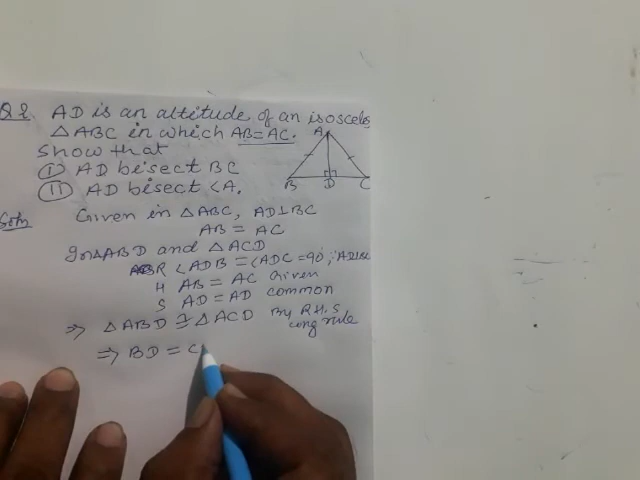 Q2. AD is an altitude of an isosceles
△ABC in which AB=AC.
Show that
(I) AD bisect BC
(II) AD bisect <A.
A
B D C
Soln Given in △ABC, AD⊥BC
AB = AC
In △ABD and △ACD
R <ADB = <ADC = 90°, ∵AD⊥BC
H AB = AC Given
S AD = AD common
⇒ △ABD ≅ △ACD By R.H.S
cong rule
⇒ BD = C